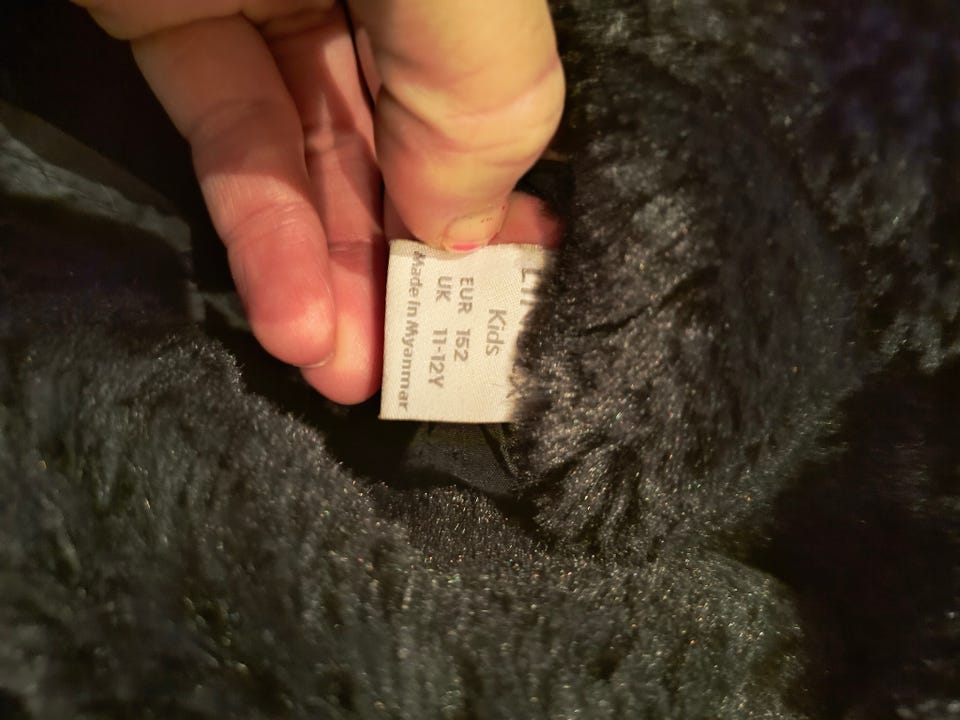 Kids
EUR 152
UK 11-12Y
Made in Myanmar